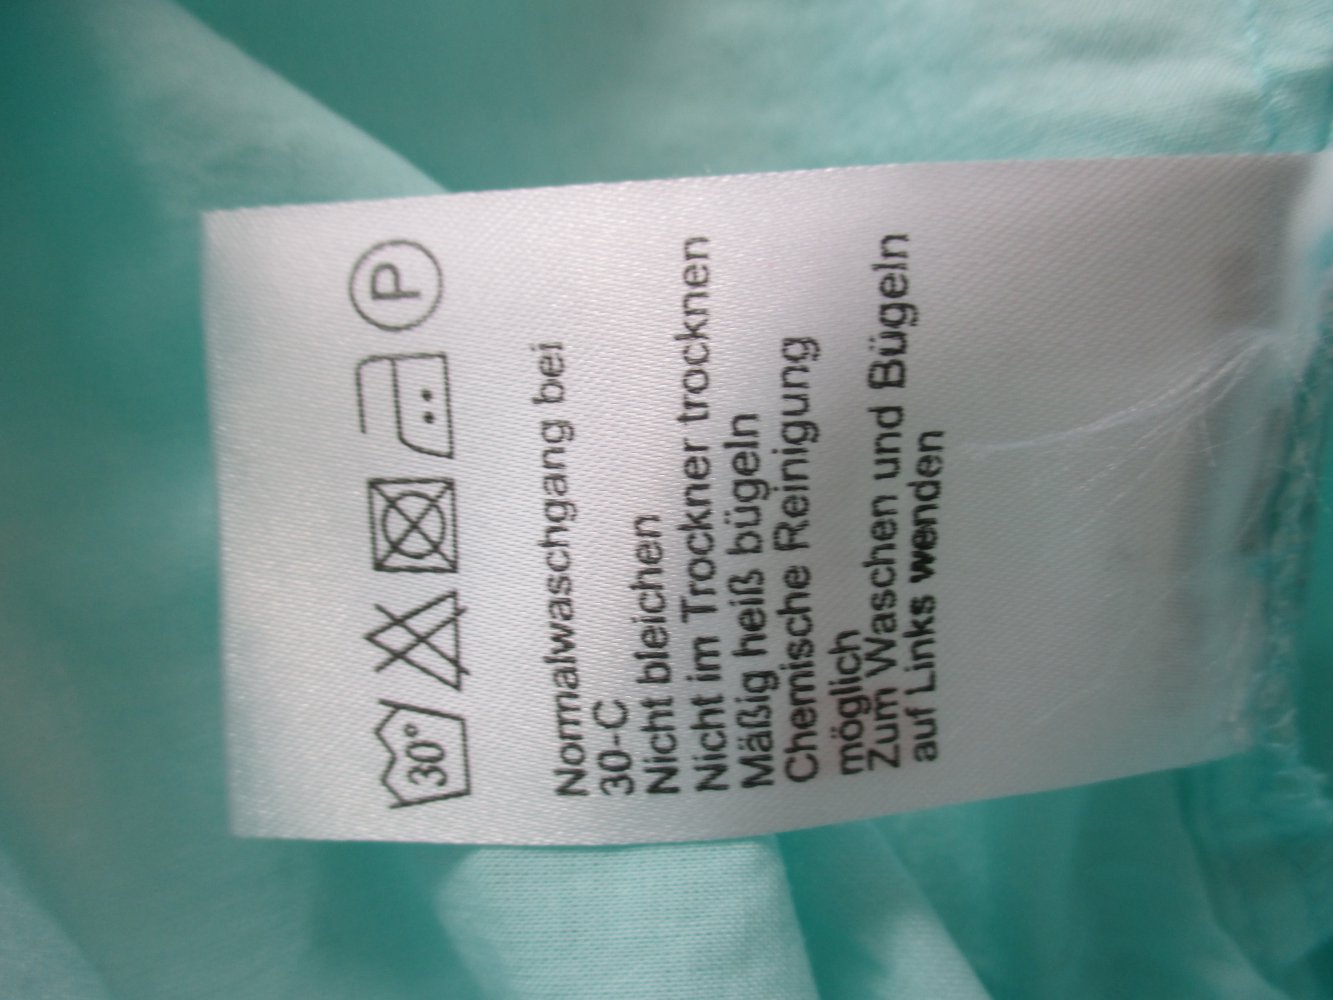 30° P
Normalwaschgang bei
30-C
Nicht bleichen
Nicht im Trockner trocknen
Mäßig heiß bügeln
Chemische Reinigung
möglich
Zum Waschen und Bügeln
auf Links wenden